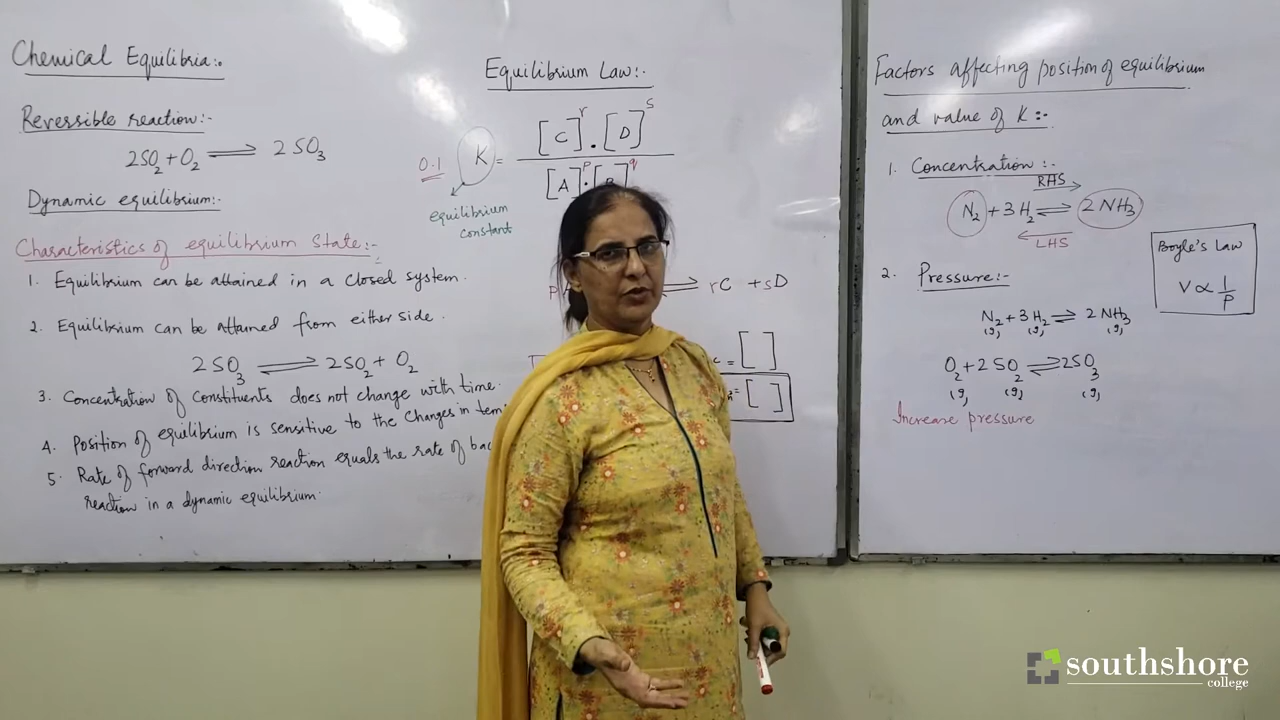 Chemical Equilibria:-
Reversible reaction:-
2SO₂ + O₂ ⇌ 2SO₃
Dynamic equilibrium:-
Characteristics of equilibrium State:-
1. Equilibrium can be attained in a closed system.
2. Equilibrium can be attained from either side.
2SO₃ ⇌ 2SO₂ + O₂
3. Concentration of constituents does not change with time.
4. Position of equilibrium is sensitive to the changes in tem
5. Rate of forward direction reaction equals the rate of bac
reaction in a dynamic equilibrium.
Equilibrium Law:-
[C]ʳ . [D]ˢ
0.1 K =
[A]ᵖ . [B]^q
equilibrium
constant
p ⇌ rC + sD
= [ ]
= [ ]
Factors affecting position of equilibrium
and value of K:-
1. Concentration:-
RHS
N₂ + 3H₂ ⇌ 2NH₃
LHS
2. Pressure:-
N₂ + 3H₂ ⇌ 2NH₃
(g) (g) (g)
O₂ + 2SO₂ ⇌ 2SO₃
(g) (g) (g)
Increase pressure
Boyle's Law
V ∝ 1/P
southshore
college